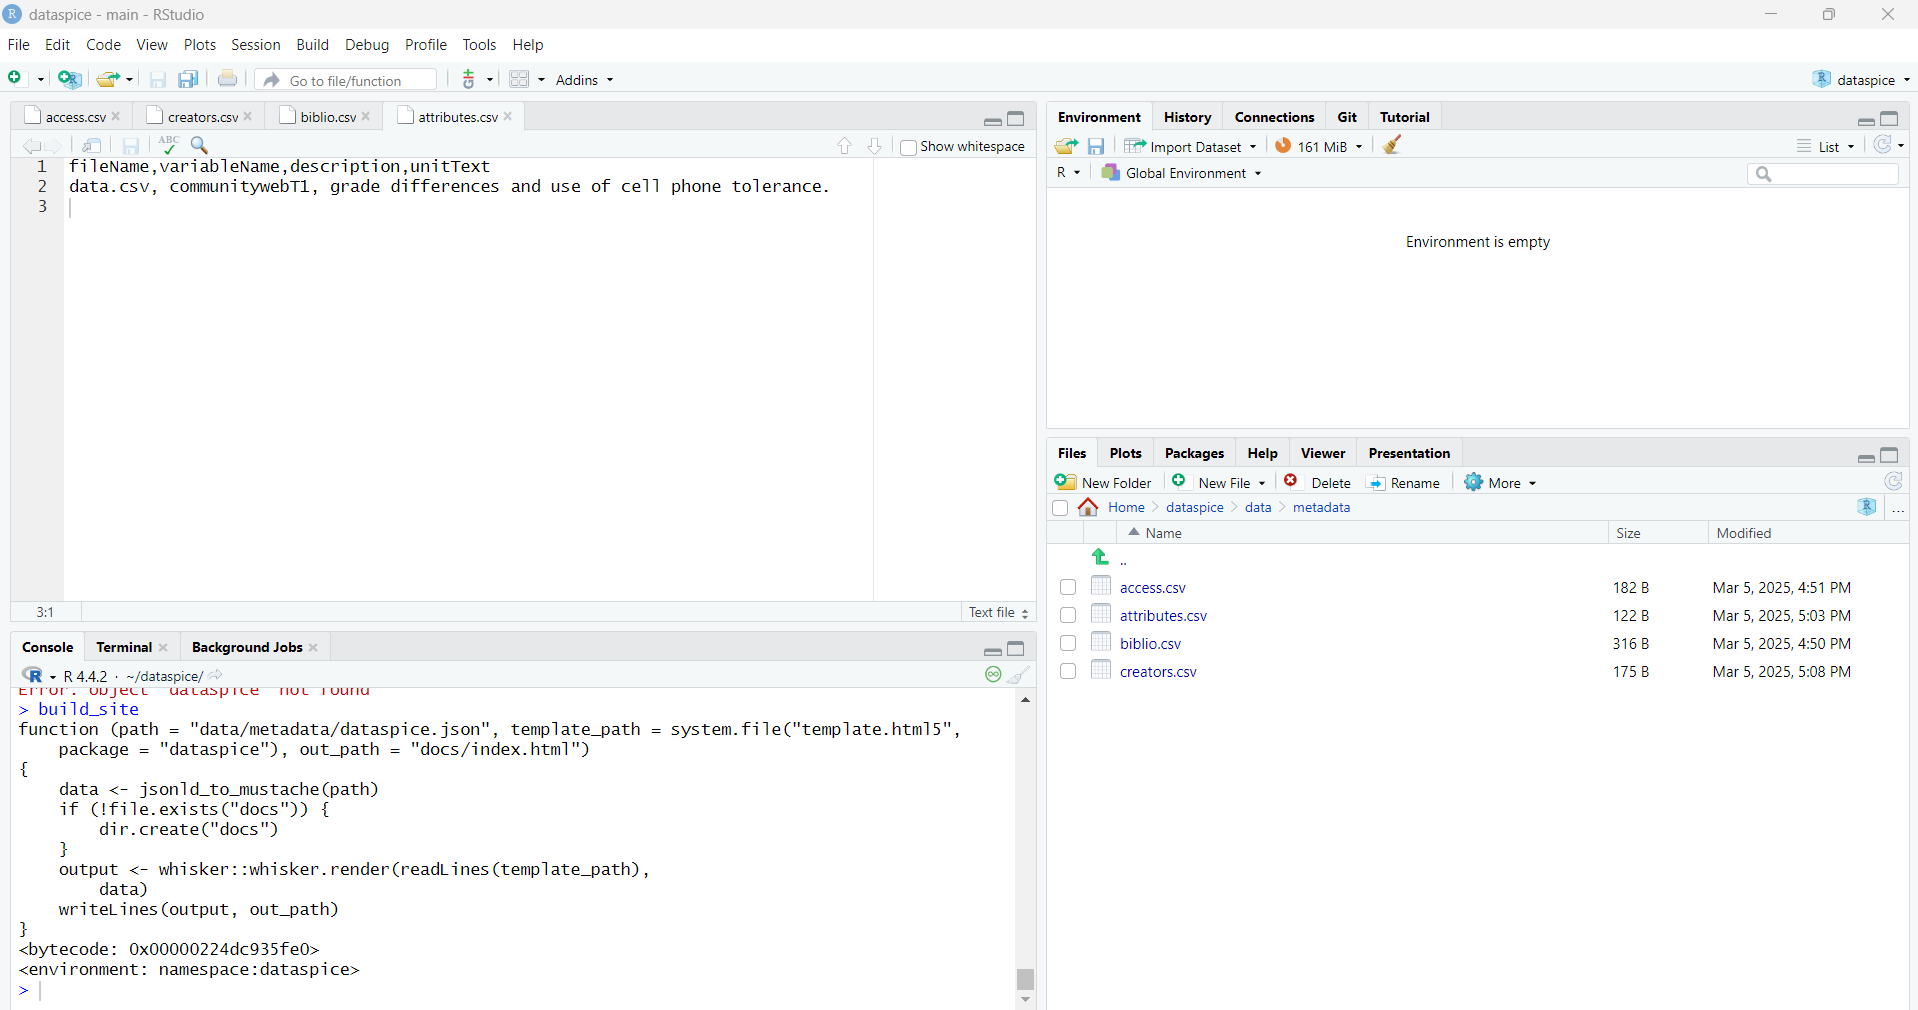 dataspice - main - RStudio
File Edit Code View Plots Session Build Debug Profile Tools Help
Go to file/function Addins dataspice
access.csv creators.csv biblio.csv attributes.csv
ABC Show whitespace
1 fileName,variableName,description,unitText
2 data.csv, communitywebT1, grade differences and use of cell phone tolerance.
3
3:1 Text file
Console Terminal Background Jobs
R 4.4.2 · ~/dataspice/
Error: object 'dataspice' not found
> build_site
function (path = "data/metadata/dataspice.json", template_path = system.file("template.html5",
package = "dataspice"), out_path = "docs/index.html")
{
data <- jsonld_to_mustache(path)
if (!file.exists("docs")) {
dir.create("docs")
}
output <- whisker::whisker.render(readLines(template_path),
data)
writeLines(output, out_path)
}
<bytecode: 0x00000224dc935fe0>
<environment: namespace:dataspice>
>
Environment History Connections Git Tutorial
Import Dataset 161 MiB List
R Global Environment
Environment is empty
Files Plots Packages Help Viewer Presentation
New Folder New File Delete Rename More
Home dataspice data metadata ...
Name Size Modified
..
access.csv 182 B Mar 5, 2025, 4:51 PM
attributes.csv 122 B Mar 5, 2025, 5:03 PM
biblio.csv 316 B Mar 5, 2025, 4:50 PM
creators.csv 175 B Mar 5, 2025, 5:08 PM